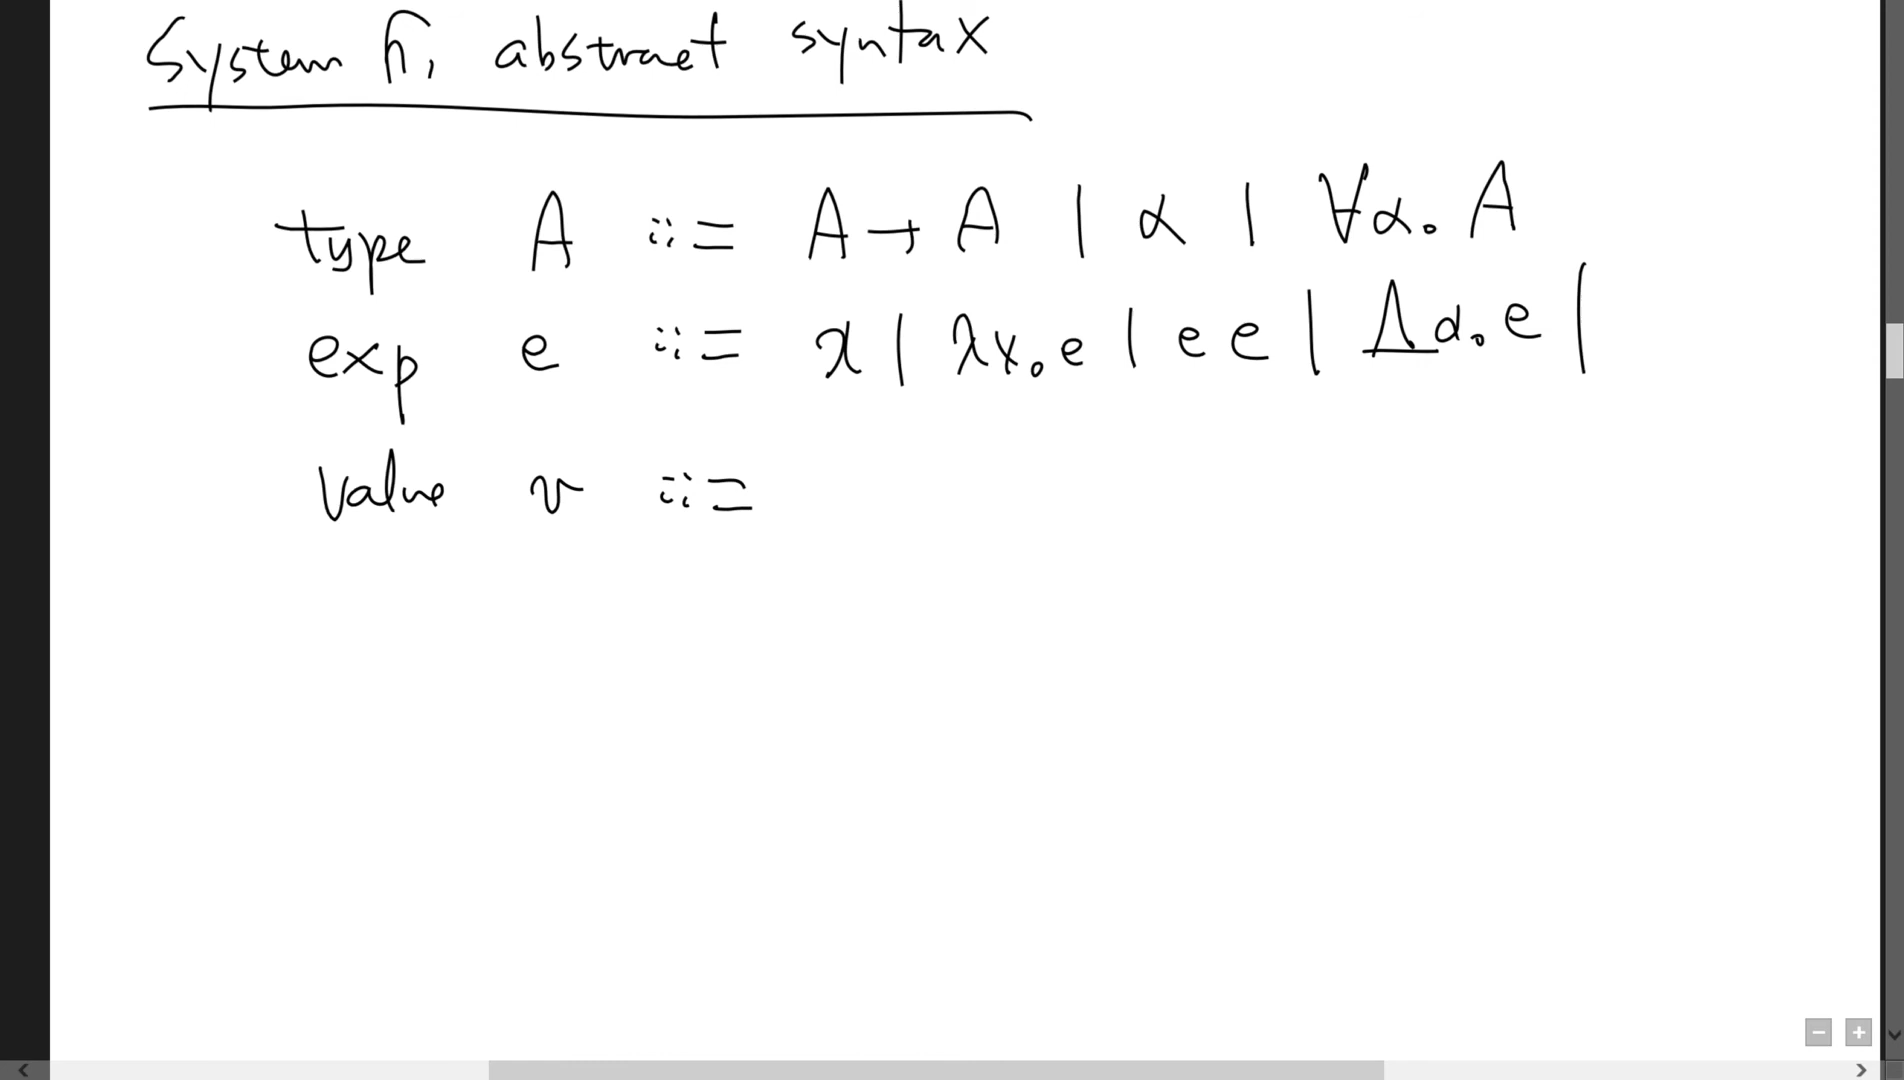 System F, abstract syntax
type A ::= A → A | α | ∀α. A
exp e ::= x | λx. e | e e | Λα. e |
value v ::=